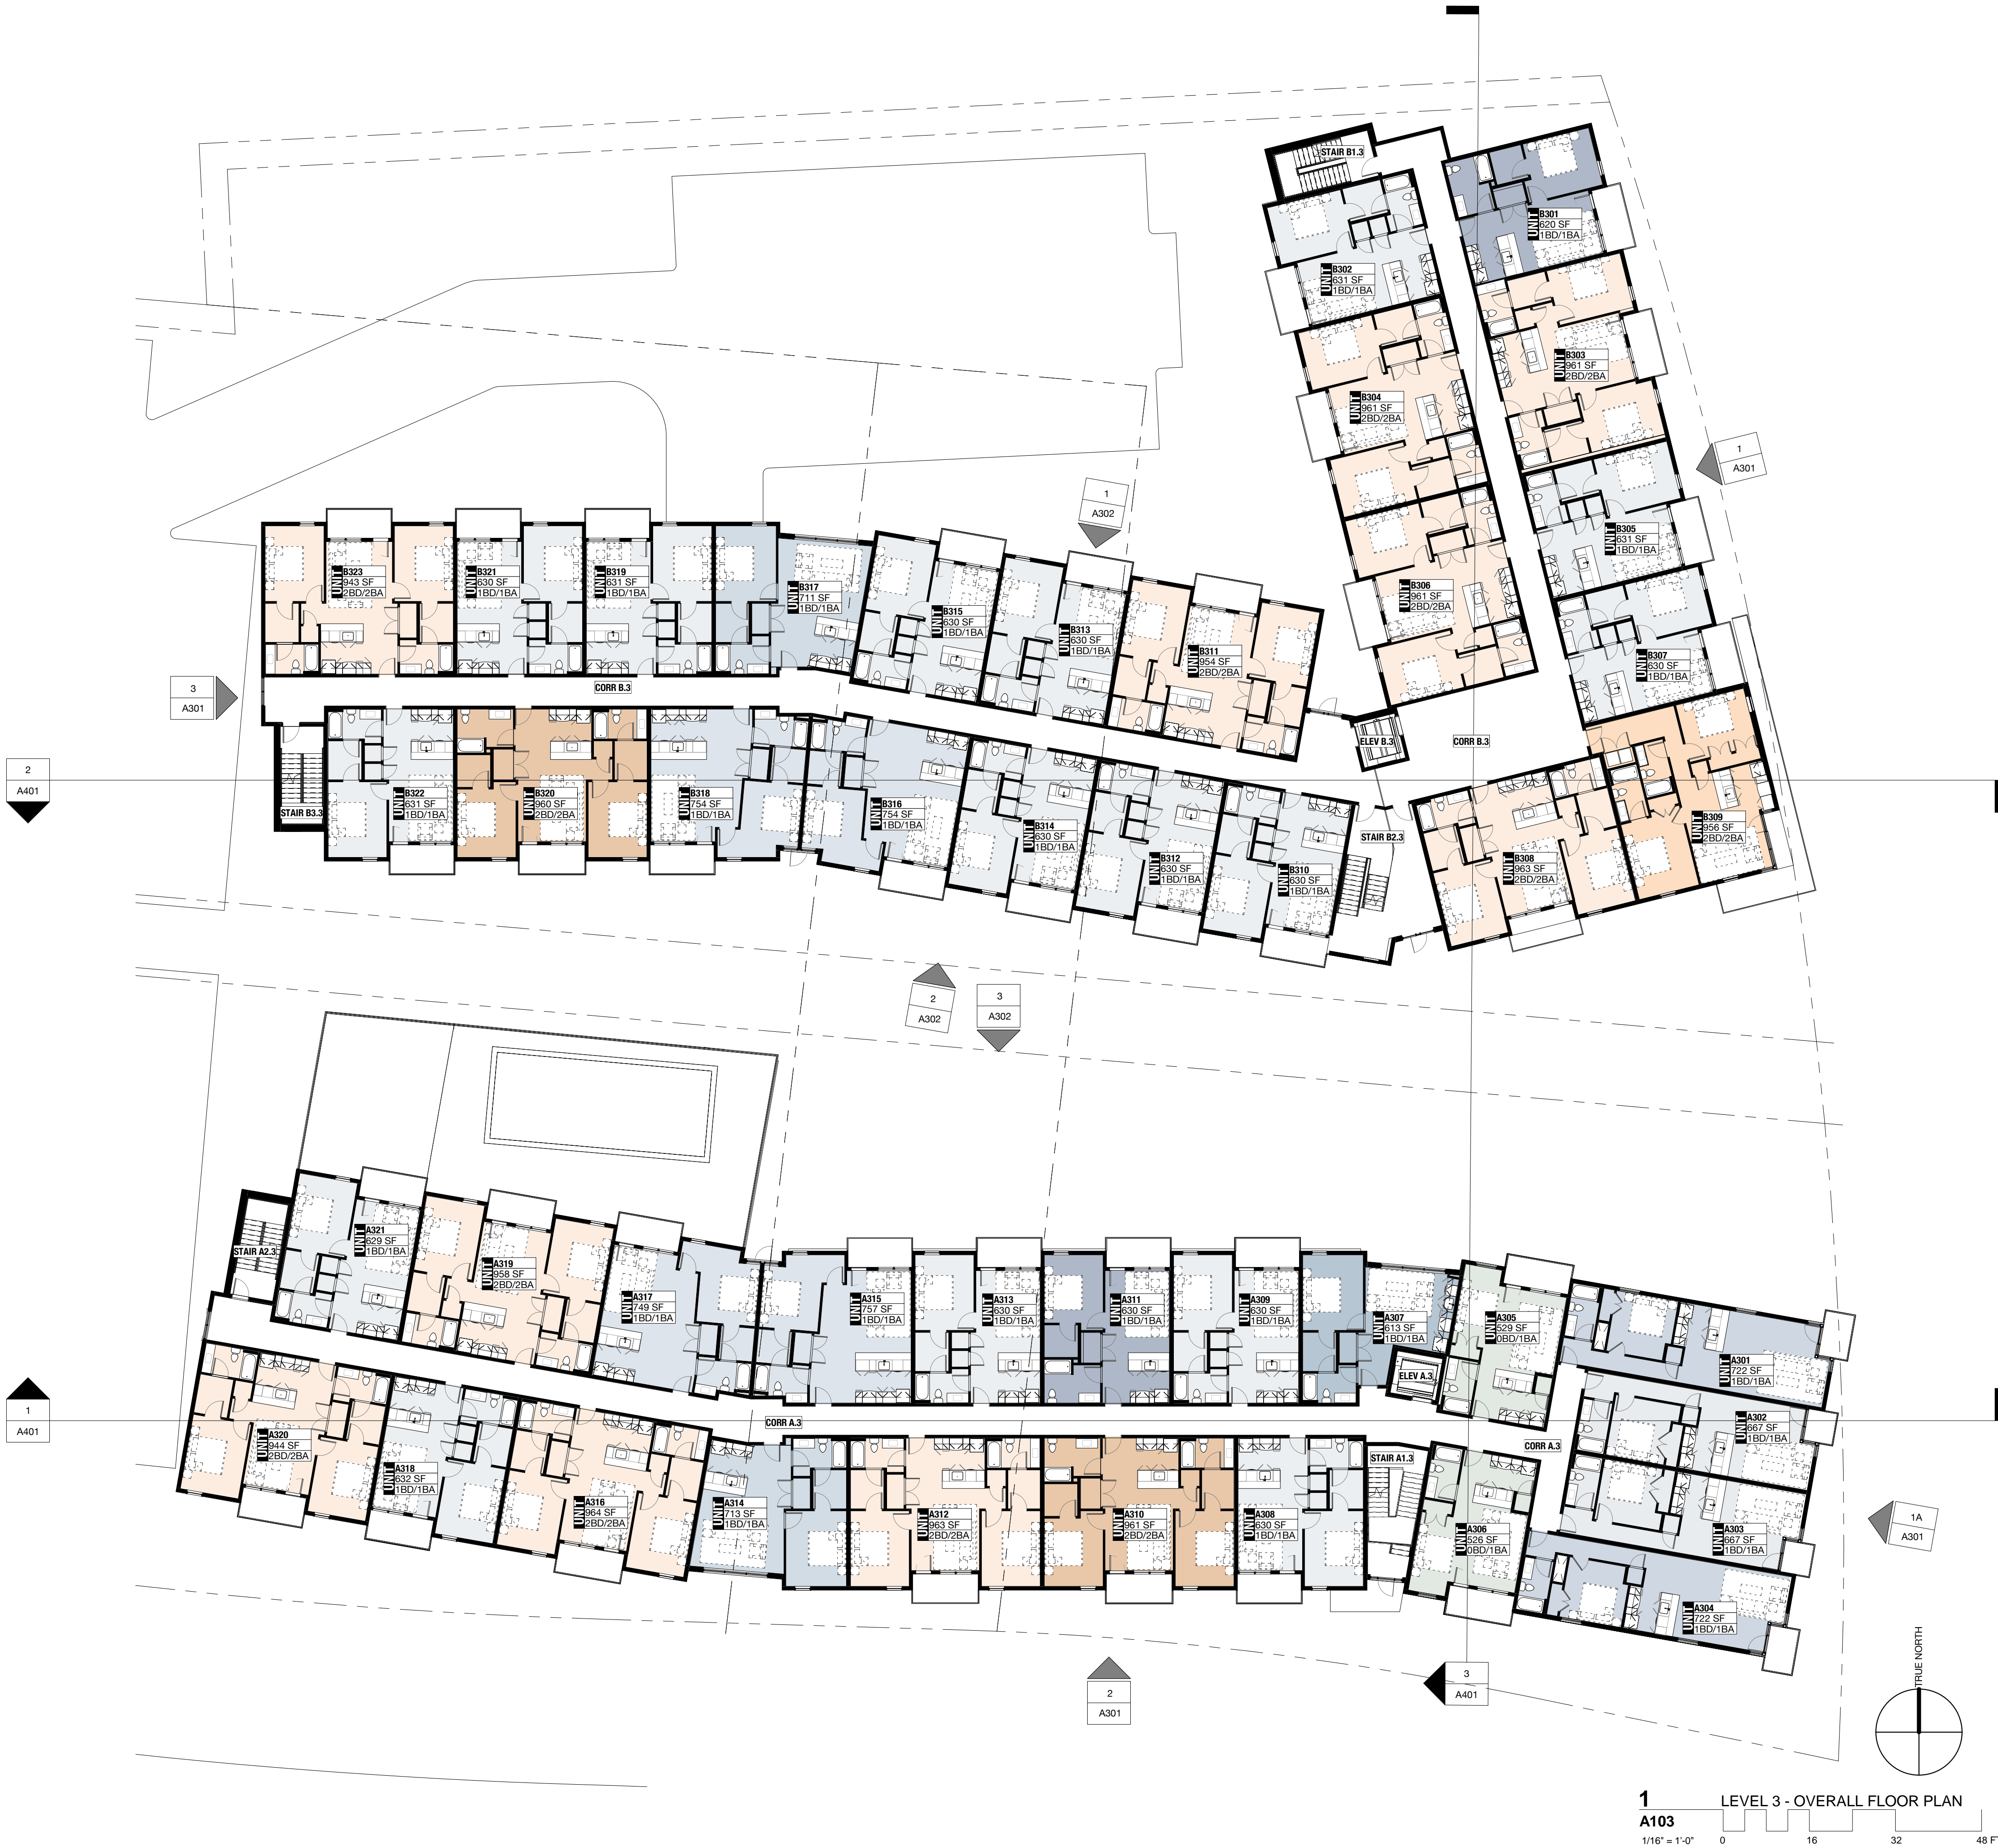 STAIR B1.3
UNIT
B301
620 SF
1BD/1BA
UNIT
B302
631 SF
1BD/1BA
UNIT
B303
961 SF
2BD/2BA
UNIT
B304
961 SF
2BD/2BA
1
A301
1
A302
UNIT
B305
631 SF
1BD/1BA
UNIT
B323
943 SF
2BD/2BA
UNIT
B321
630 SF
1BD/1BA
UNIT
B319
631 SF
1BD/1BA
UNIT
B317
711 SF
1BD/1BA
UNIT
B315
630 SF
1BD/1BA
UNIT
B313
630 SF
1BD/1BA
UNIT
B311
954 SF
2BD/2BA
UNIT
B306
961 SF
2BD/2BA
UNIT
B307
630 SF
1BD/1BA
3
A301
CORR B.3
ELEV B.3
CORR B.3
2
A401
STAIR B3.3
UNIT
B322
631 SF
1BD/1BA
UNIT
B320
960 SF
2BD/2BA
UNIT
B318
754 SF
1BD/1BA
UNIT
B316
754 SF
1BD/1BA
UNIT
B314
630 SF
1BD/1BA
UNIT
B312
630 SF
1BD/1BA
UNIT
B310
630 SF
1BD/1BA
STAIR B2.3
UNIT
B308
963 SF
2BD/2BA
UNIT
B309
956 SF
2BD/2BA
2
A302
3
A302
STAIR A2.3
UNIT
A321
629 SF
1BD/1BA
UNIT
A319
958 SF
2BD/2BA
UNIT
A317
749 SF
1BD/1BA
UNIT
A315
757 SF
1BD/1BA
UNIT
A313
630 SF
1BD/1BA
UNIT
A311
630 SF
1BD/1BA
UNIT
A309
630 SF
1BD/1BA
UNIT
A307
613 SF
1BD/1BA
UNIT
A305
529 SF
0BD/1BA
UNIT
A301
722 SF
1BD/1BA
ELEV A.3
1
A401
CORR A.3
CORR A.3
UNIT
A302
667 SF
1BD/1BA
UNIT
A320
944 SF
2BD/2BA
UNIT
A318
632 SF
1BD/1BA
UNIT
A316
964 SF
2BD/2BA
UNIT
A314
713 SF
1BD/1BA
UNIT
A312
963 SF
2BD/2BA
UNIT
A310
961 SF
2BD/2BA
UNIT
A308
630 SF
1BD/1BA
STAIR A1.3
UNIT
A306
526 SF
0BD/1BA
UNIT
A303
667 SF
1BD/1BA
1A
A301
UNIT
A304
722 SF
1BD/1BA
2
A301
3
A401
TRUE NORTH
1
LEVEL 3 - OVERALL FLOOR PLAN
A103
1/16" = 1'-0"
0
16
32
48 F